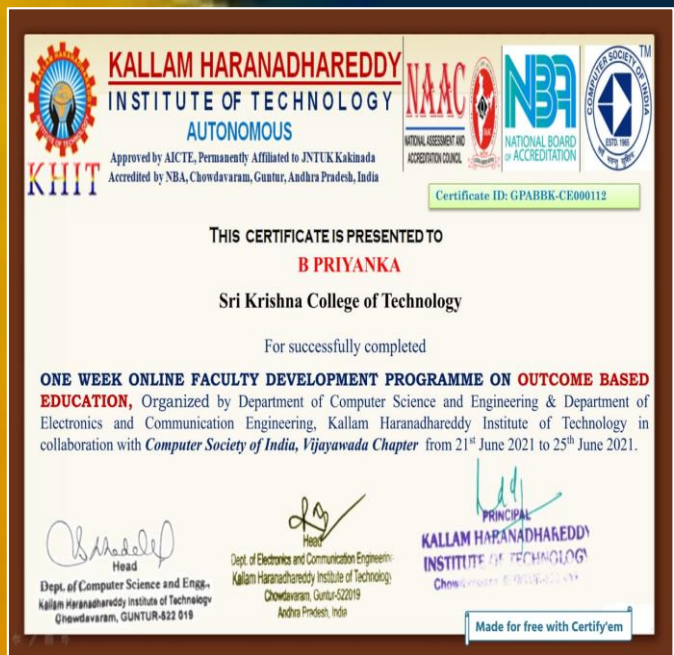 KALLAM HARANADHAREDDY
INSTITUTE OF TECHNOLOGY
AUTONOMOUS
Approved by AICTE, Permanently Affiliated to JNTUK Kakinada
Accredited by NBA, Chowdavaram, Guntur, Andhra Pradesh, India
KHIT
NAAC
NATIONAL ASSESSMENT AND
ACCREDITATION COUNCIL
NBA
NATIONAL BOARD
OF ACCREDITATION
COMPUTER SOCIETY OF INDIA
ESTD. 1965
TM
Certificate ID: GPABBK-CE000112
THIS CERTIFICATE IS PRESENTED TO
B PRIYANKA
Sri Krishna College of Technology
For successfully completed
ONE WEEK ONLINE FACULTY DEVELOPMENT PROGRAMME ON OUTCOME BASED
EDUCATION, Organized by Department of Computer Science and Engineering & Department of
Electronics and Communication Engineering, Kallam Haranadhareddy Institute of Technology in
collaboration with Computer Society of India, Vijayawada Chapter from 21st June 2021 to 25th June 2021.
Head
Dept. of Computer Science and Engg.,
Kallam Haranadhareddy Institute of Technology
Chowdavaram, GUNTUR-522 019
Head
Dept. of Electronics and Communication Engineering
Kallam Haranadhareddy Institute of Technology
Chowdavaram, Guntur-522019
Andhra Pradesh, India
PRINCIPAL
KALLAM HARANADHAREDDY
INSTITUTE OF TECHNOLOGY
Made for free with Certify'em